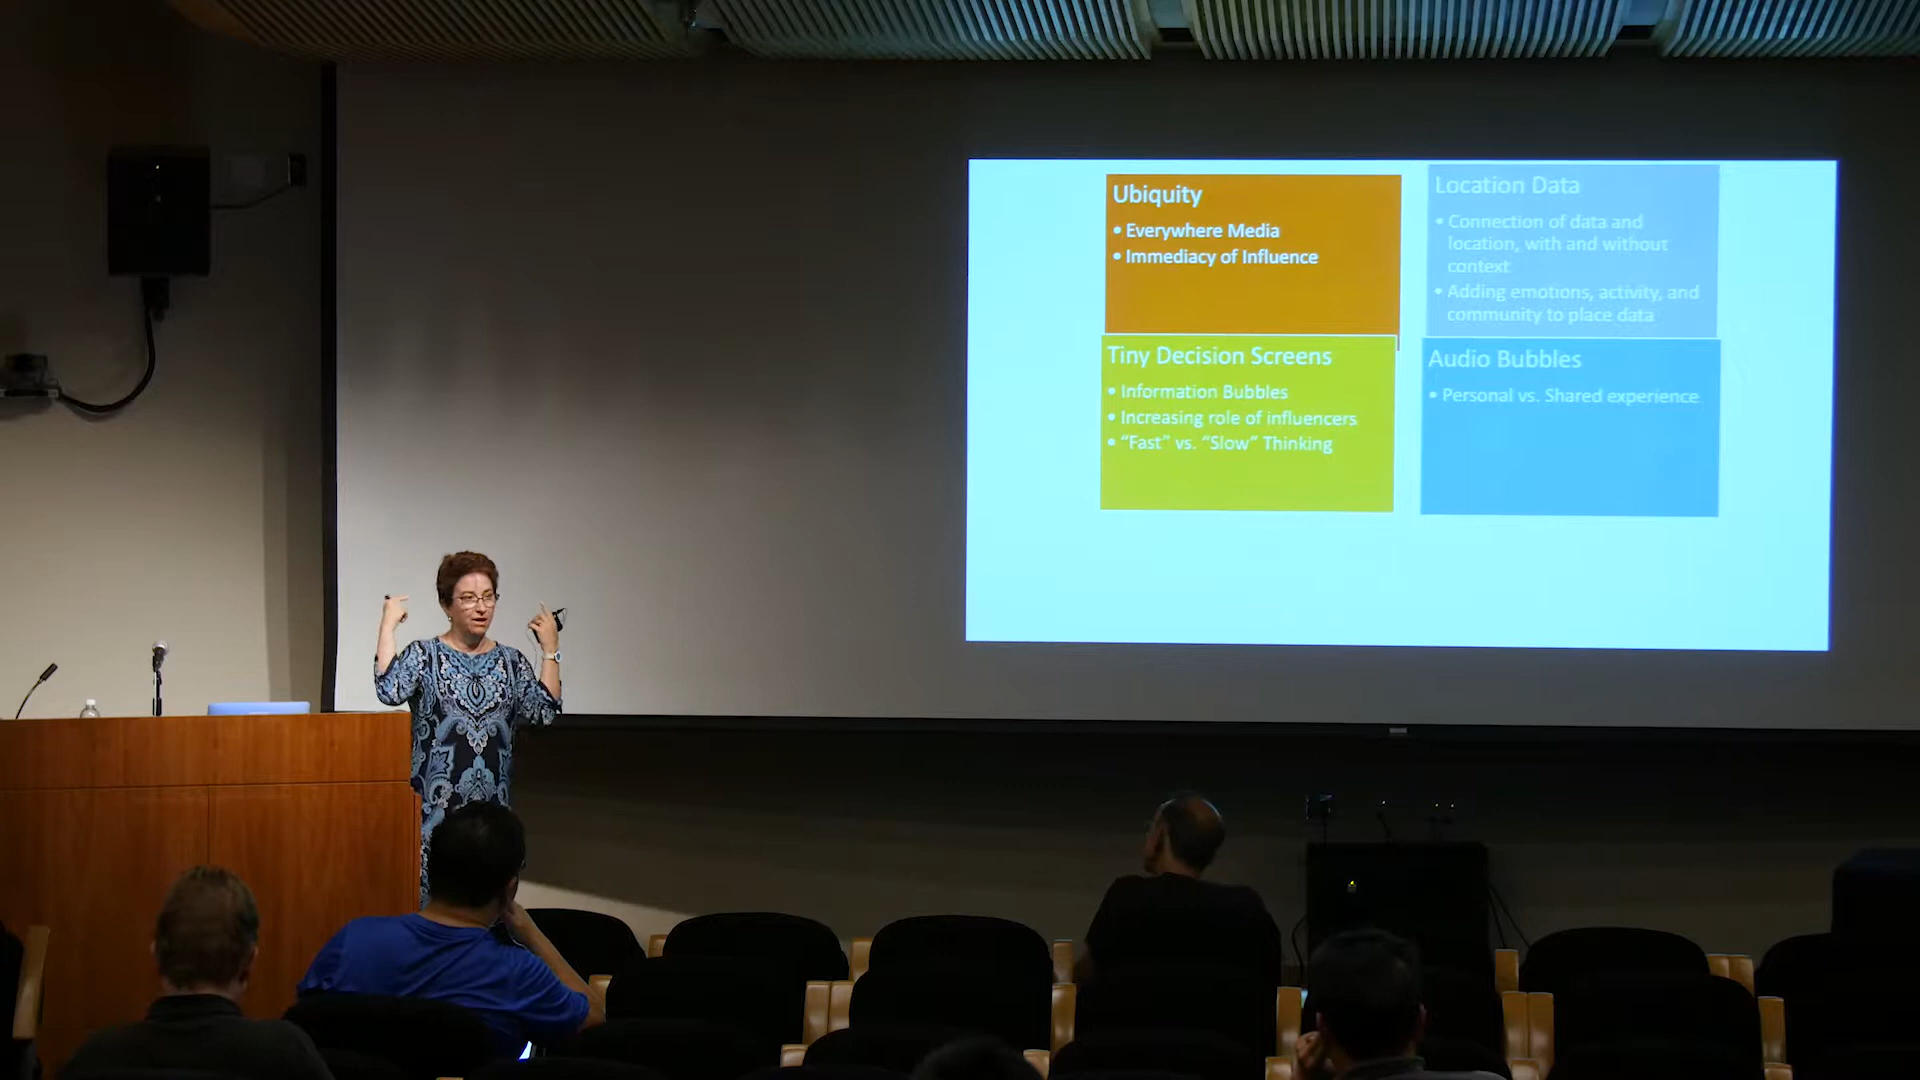 Ubiquity
• Everywhere Media
• Immediacy of Influence
Location Data
• Connection of data and
location, with and without
context
• Adding emotions, activity, and
community to place data
Tiny Decision Screens
• Information Bubbles
• Increasing role of influencers
• “Fast” vs. “Slow” Thinking
Audio Bubbles
• Personal vs. Shared experience